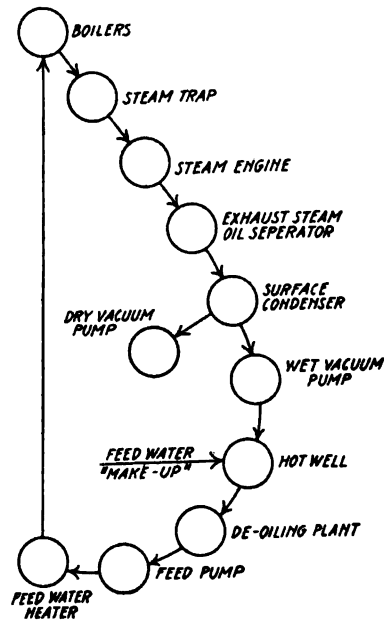 BOILERS
STEAM TRAP
STEAM ENGINE
EXHAUST STEAM
OIL SEPERATOR
SURFACE
CONDENSER
DRY VACUUM
PUMP
WET VACUUM
PUMP
FEED WATER
"MAKE-UP"
HOT WELL
DE-OILING PLANT
FEED PUMP
FEED WATER
HEATER